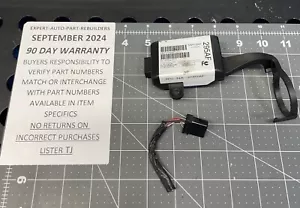 EXPERT-AUTO-PART-REBUILDERS
SEPTEMBER 2024
90 DAY WARRANTY
BUYERS RESPONSIBILITY TO
VERIFY PART NUMBERS
MATCH OR INTERCHANGE
WITH PART NUMBERS
AVAILABLE IN ITEM
SPECIFICS
NO RETURNS ON
INCORRECT PURCHASES
LISTER TJ
295AF